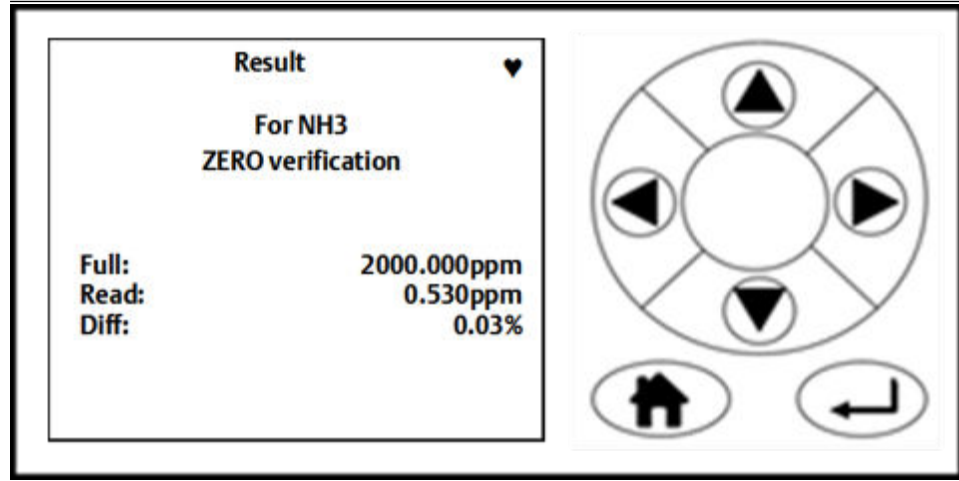 Result ♥
For NH3
ZERO verification
Full: 2000.000ppm
Read: 0.530ppm
Diff: 0.03%